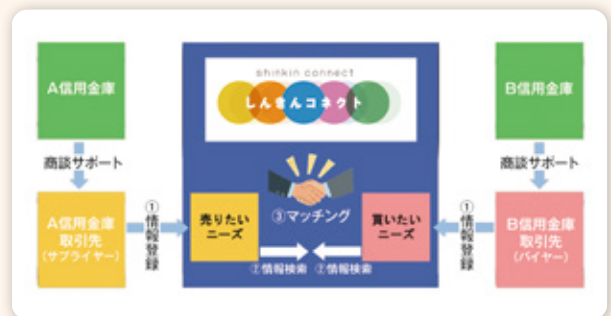 A信用金庫
商談サポート
A信用金庫
取引先
(サプライヤー)
①情報登録
shinkin connect
しんきんコネクト
売りたい
ニーズ
③マッチング
買いたい
ニーズ
②情報検索
②情報検索
B信用金庫
商談サポート
①情報登録
B信用金庫
取引先
(バイヤー)